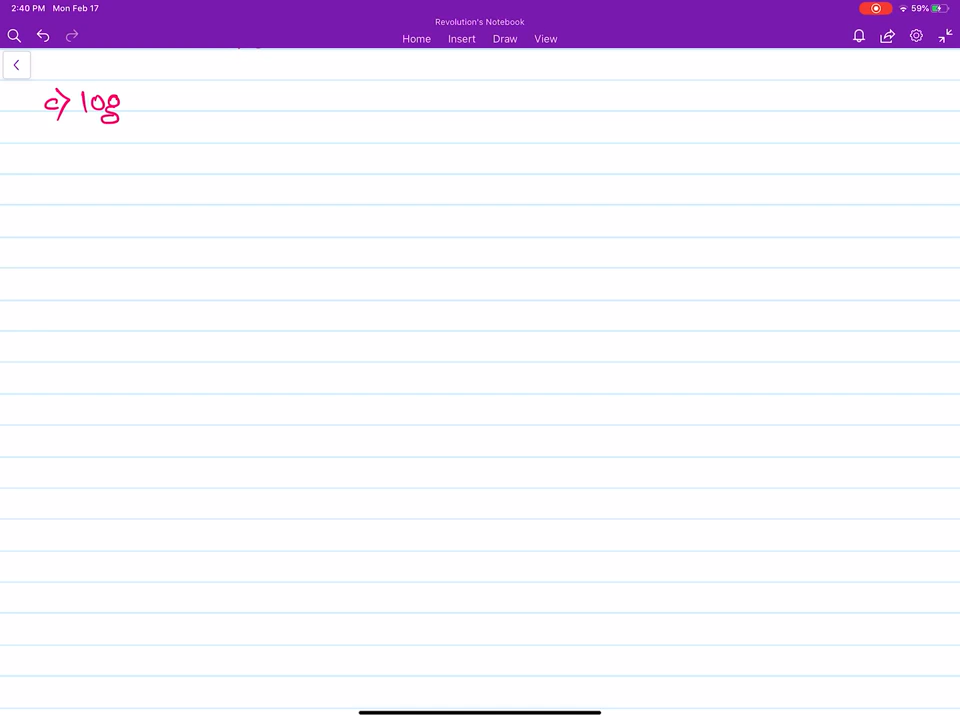 2:40 PM Mon Feb 17
59%
Revolution's Notebook
Home Insert Draw View
c) log